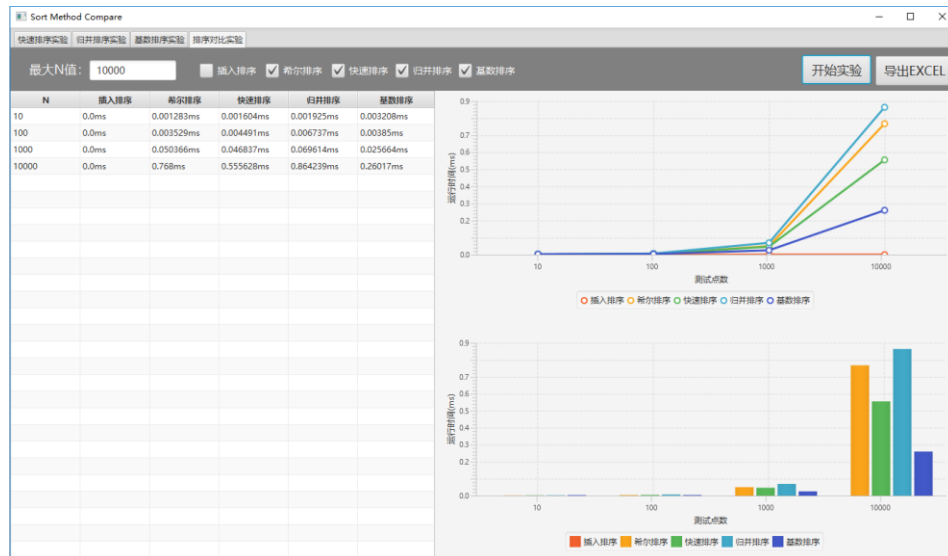 Sort Method Compare
快速排序实验 归并排序实验 基数排序实验 排序对比实验
最大N值: 10000 插入排序 希尔排序 快速排序 归并排序 基数排序 开始实验 导出EXCEL
N 插入排序 希尔排序 快速排序 归并排序 基数排序
10 0.0ms 0.001283ms 0.001604ms 0.001925ms 0.003208ms
100 0.0ms 0.003529ms 0.004491ms 0.006737ms 0.00385ms
1000 0.0ms 0.050366ms 0.046837ms 0.069614ms 0.025664ms
10000 0.0ms 0.768ms 0.555628ms 0.864239ms 0.26017ms
0.9
0.7
0.6
0.5
0.4
0.3
0.2
0.0
运行时间(ms)
10 100 1000 10000
测试点数
插入排序 希尔排序 快速排序 归并排序 基数排序
0.9
0.7
0.6
0.5
0.4
0.3
0.2
0.0
运行时间(ms)
10 100 1000 10000
测试点数
插入排序 希尔排序 快速排序 归并排序 基数排序